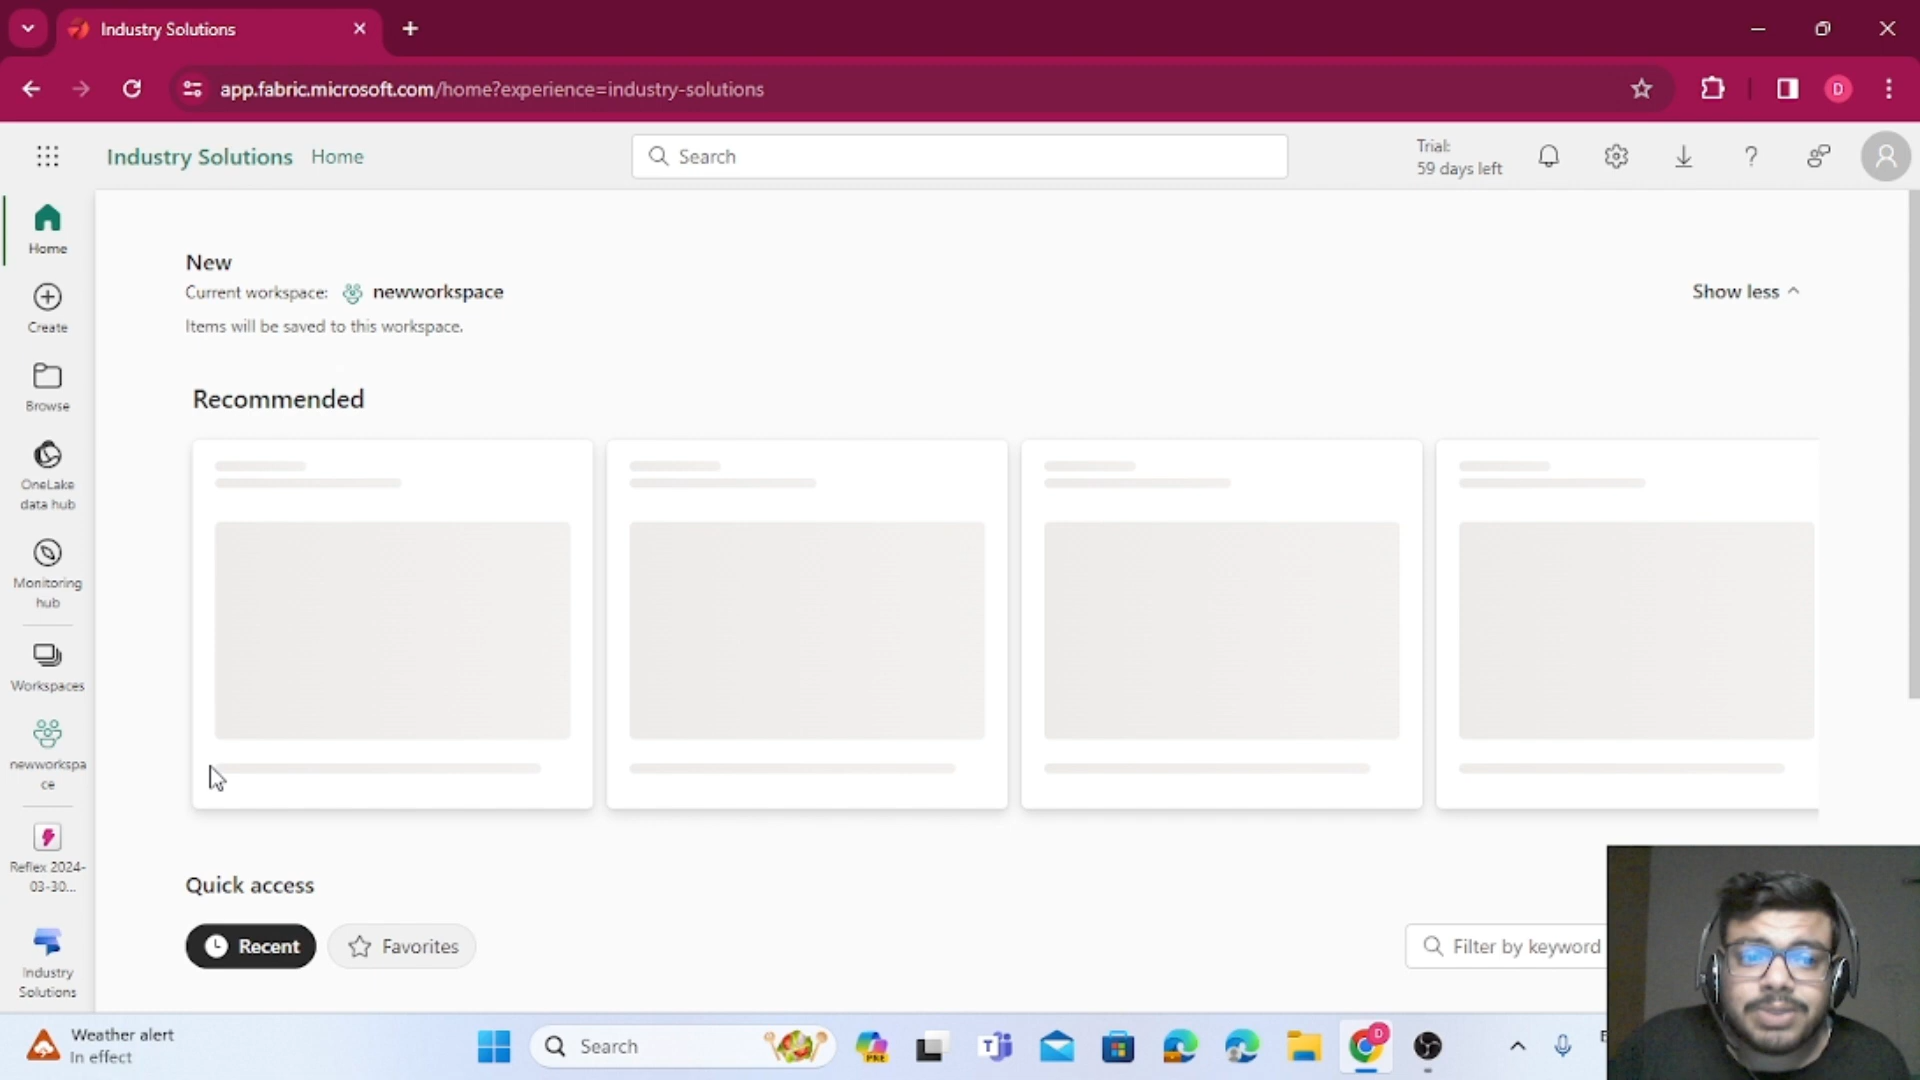 Industry Solutions
app.fabric.microsoft.com/home?experience=industry-solutions
D
Industry Solutions Home
Search
Trial:
59 days left
Home
Create
Browse
OneLake
data hub
Monitoring
hub
Workspaces
newworkspa
ce
Reflex 2024-
03-30...
Industry
Solutions
New
Current workspace: newworkspace
Items will be saved to this workspace.
Show less
Recommended
Quick access
Recent
Favorites
Filter by keyword
Weather alert
In effect
Search
PRE
D